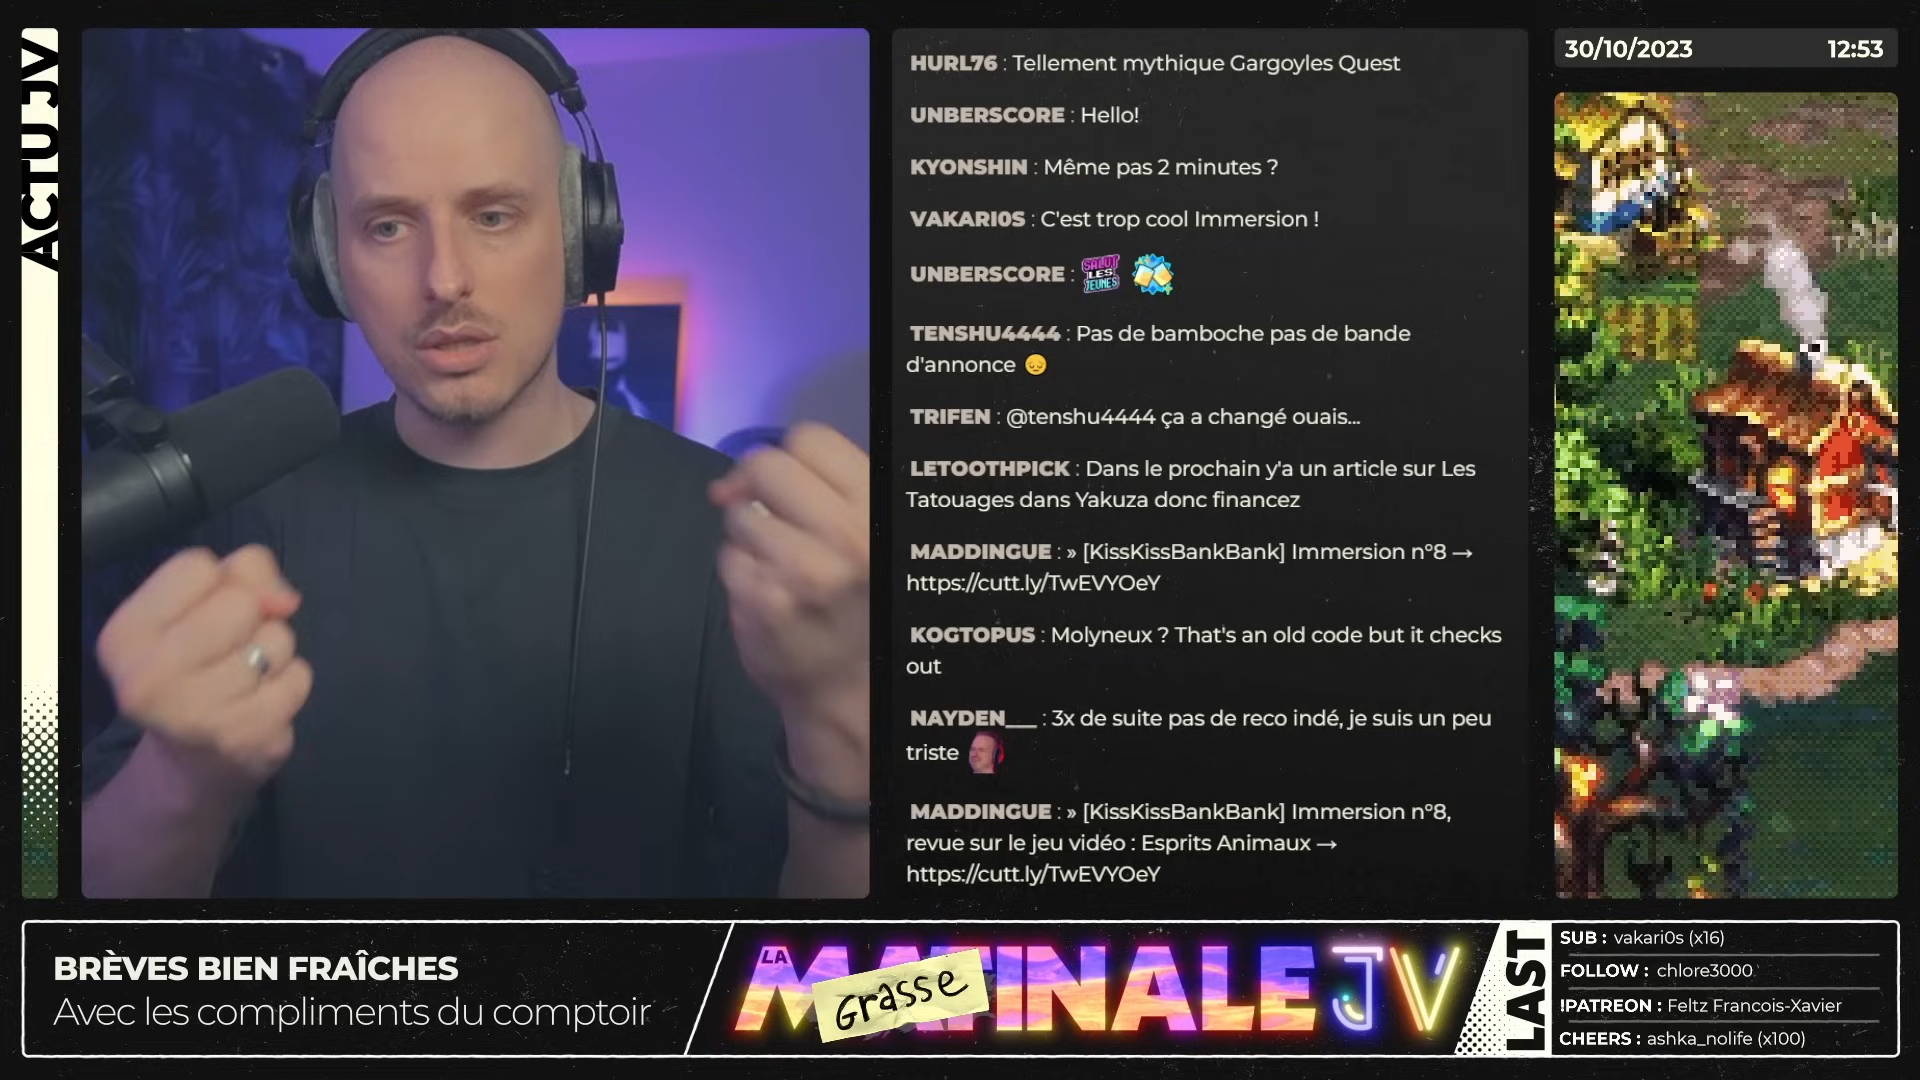 ACTU JV
HURL76 : Tellement mythique Gargoyles Quest
UNBERSCORE : Hello!
KYONSHIN : Même pas 2 minutes ?
VAKARI0S : C'est trop cool Immersion !
UNBERSCORE : SALUT
LES
JEUNES
TENSHU4444 : Pas de bamboche pas de bande
d'annonce 😔
TRIFEN : @tenshu4444 ça a changé ouais...
LETOOTHPICK : Dans le prochain y'a un article sur Les
Tatouages dans Yakuza donc financez
MADDINGUE : » [KissKissBankBank] Immersion n°8 →
https://cutt.ly/TwEVYOeY
KOGTOPUS : Molyneux ? That's an old code but it checks
out
NAYDEN___ : 3x de suite pas de reco indé, je suis un peu
triste
MADDINGUE : » [KissKissBankBank] Immersion n°8,
revue sur le jeu vidéo : Esprits Animaux →
https://cutt.ly/TwEVYOeY
30/10/2023 12:53
BRÈVES BIEN FRAÎCHES
Avec les compliments du comptoir
LA MATINALE JV
Grasse
LAST
SUB : vakari0s (x16)
FOLLOW : chlore3000
!PATREON : Feltz Francois-Xavier
CHEERS : ashka_nolife (x100)